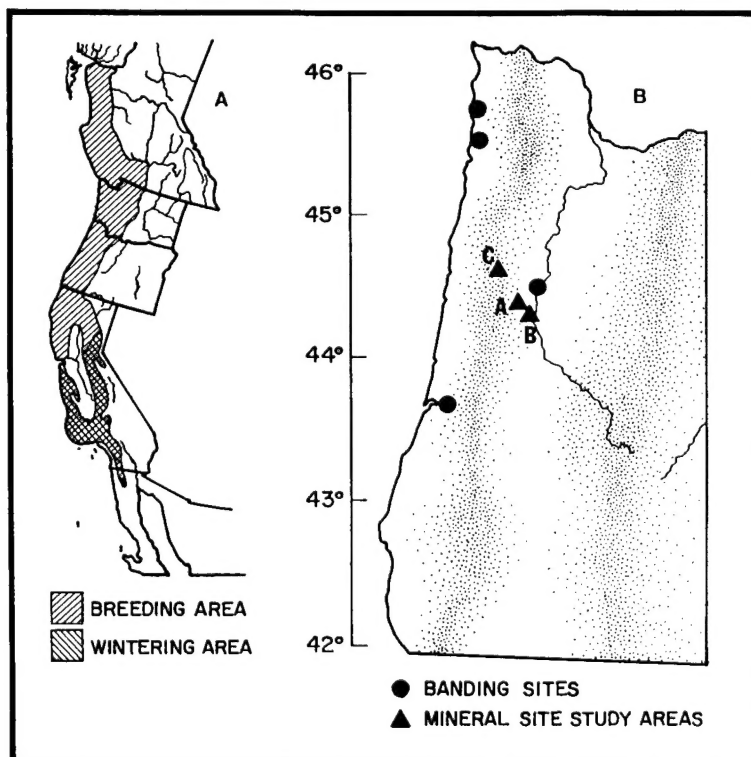 A
BREEDING AREA
WINTERING AREA
46°
45°
44°
43°
42°
B
C
A
B
BANDING SITES
MINERAL SITE STUDY AREAS